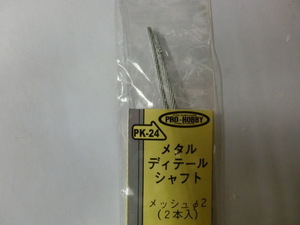 PRO-HOBBY
PK-24
メタル
ディテール
シャフト
メッシュφ2
(2本入)